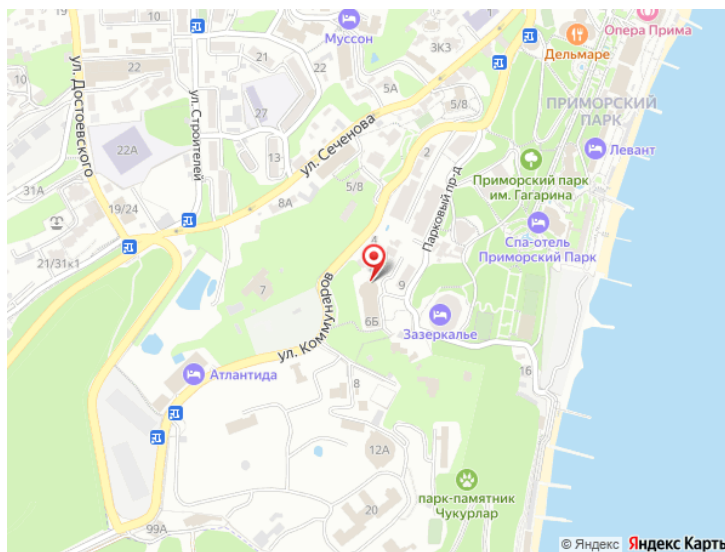 10
22
ул. Достоевского
ул. Строителей
21
22
Муссон
3К3
1
Опера Прима
Дельмаре
10
27
5А
5/8
ПРИМОРСКИЙ
ПАРК
22А
13
ул. Сеченова
2
Левант
31А
5/8
Приморский парк
им. Гагарина
19/24
8А
Парковый пр-д
Спа-отель
Приморский Парк
21/31к1
4
7
9
ул. Коммунаров
6Б
Зазеркалье
16
Атлантида
8
12А
парк-памятник
Чукурлар
20
99А
© Яндекс Яндекс Карты